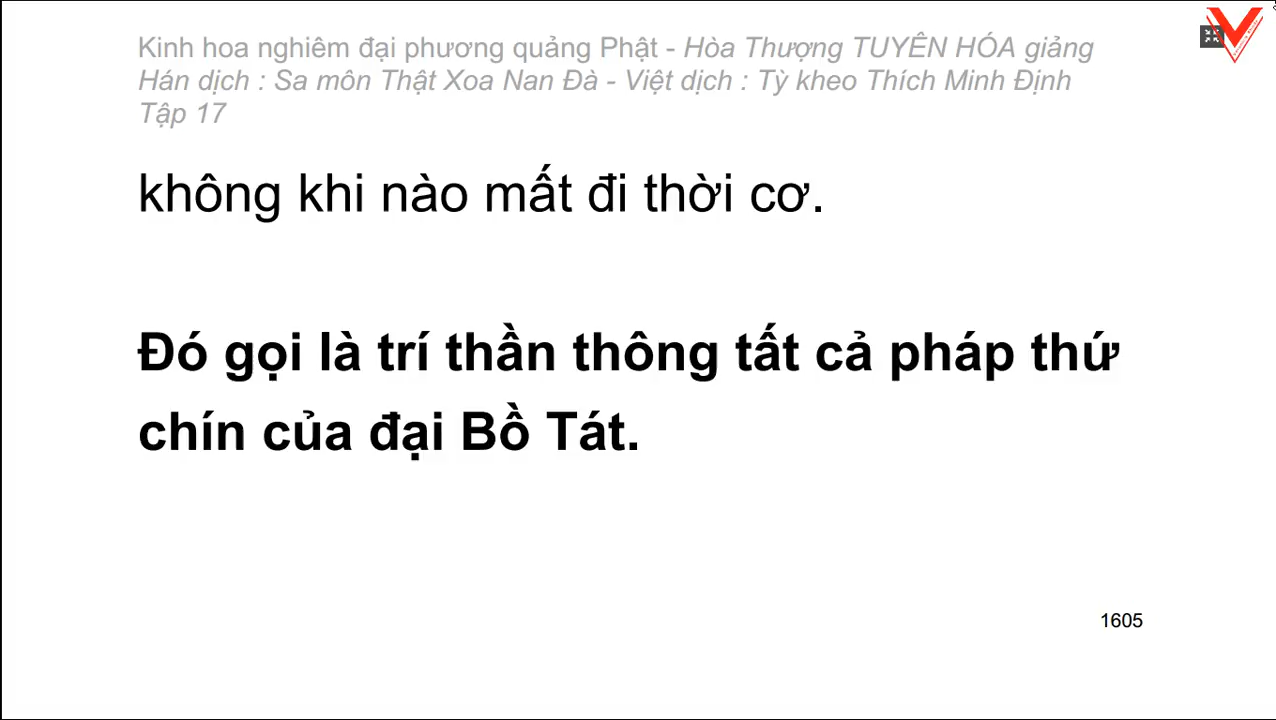 Kinh hoa nghiêm đại phương quảng Phật - Hòa Thượng TUYÊN HÓA giảng
Hán dịch : Sa môn Thật Xoa Nan Đà - Việt dịch : Tỳ kheo Thích Minh Định
Tập 17
không khi nào mất đi thời cơ.
Đó gọi là trí thần thông tất cả pháp thứ
chín của đại Bồ Tát.
1605